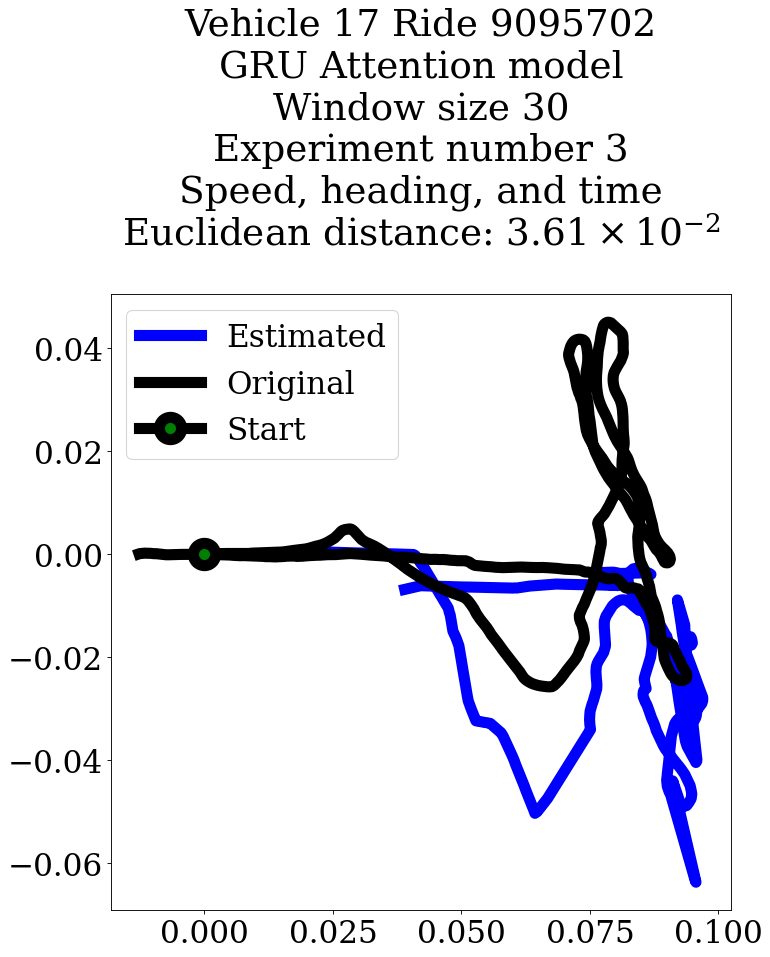 Vehicle 17 Ride 9095702
GRU Attention model
Window size 30
Experiment number 3
Speed, heading, and time
Euclidean distance: 3.61 × 10⁻²
Estimated
Original
Start
0.04
0.02
0.00
−0.02
−0.04
−0.06
0.000 0.025 0.050 0.075 0.100